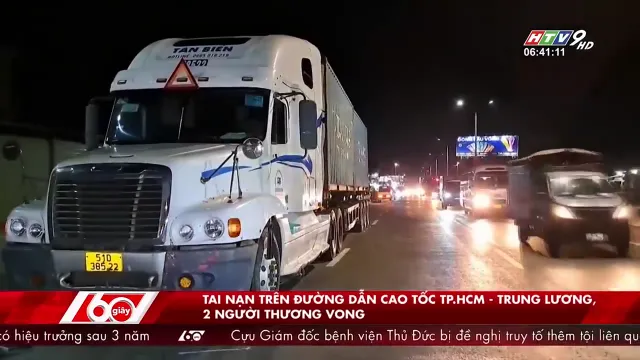 HTV9 HD
06:41:11
TAN BIEN
51D
385.22
60 giây
TAI NẠN TRÊN ĐƯỜNG DẪN CAO TỐC TP.HCM - TRUNG LƯƠNG,
2 NGƯỜI THƯƠNG VONG
có hiệu trưởng sau 3 năm 60 Cựu Giám đốc bệnh viện Thủ Đức bị đề nghị truy tố thêm tội liên qu